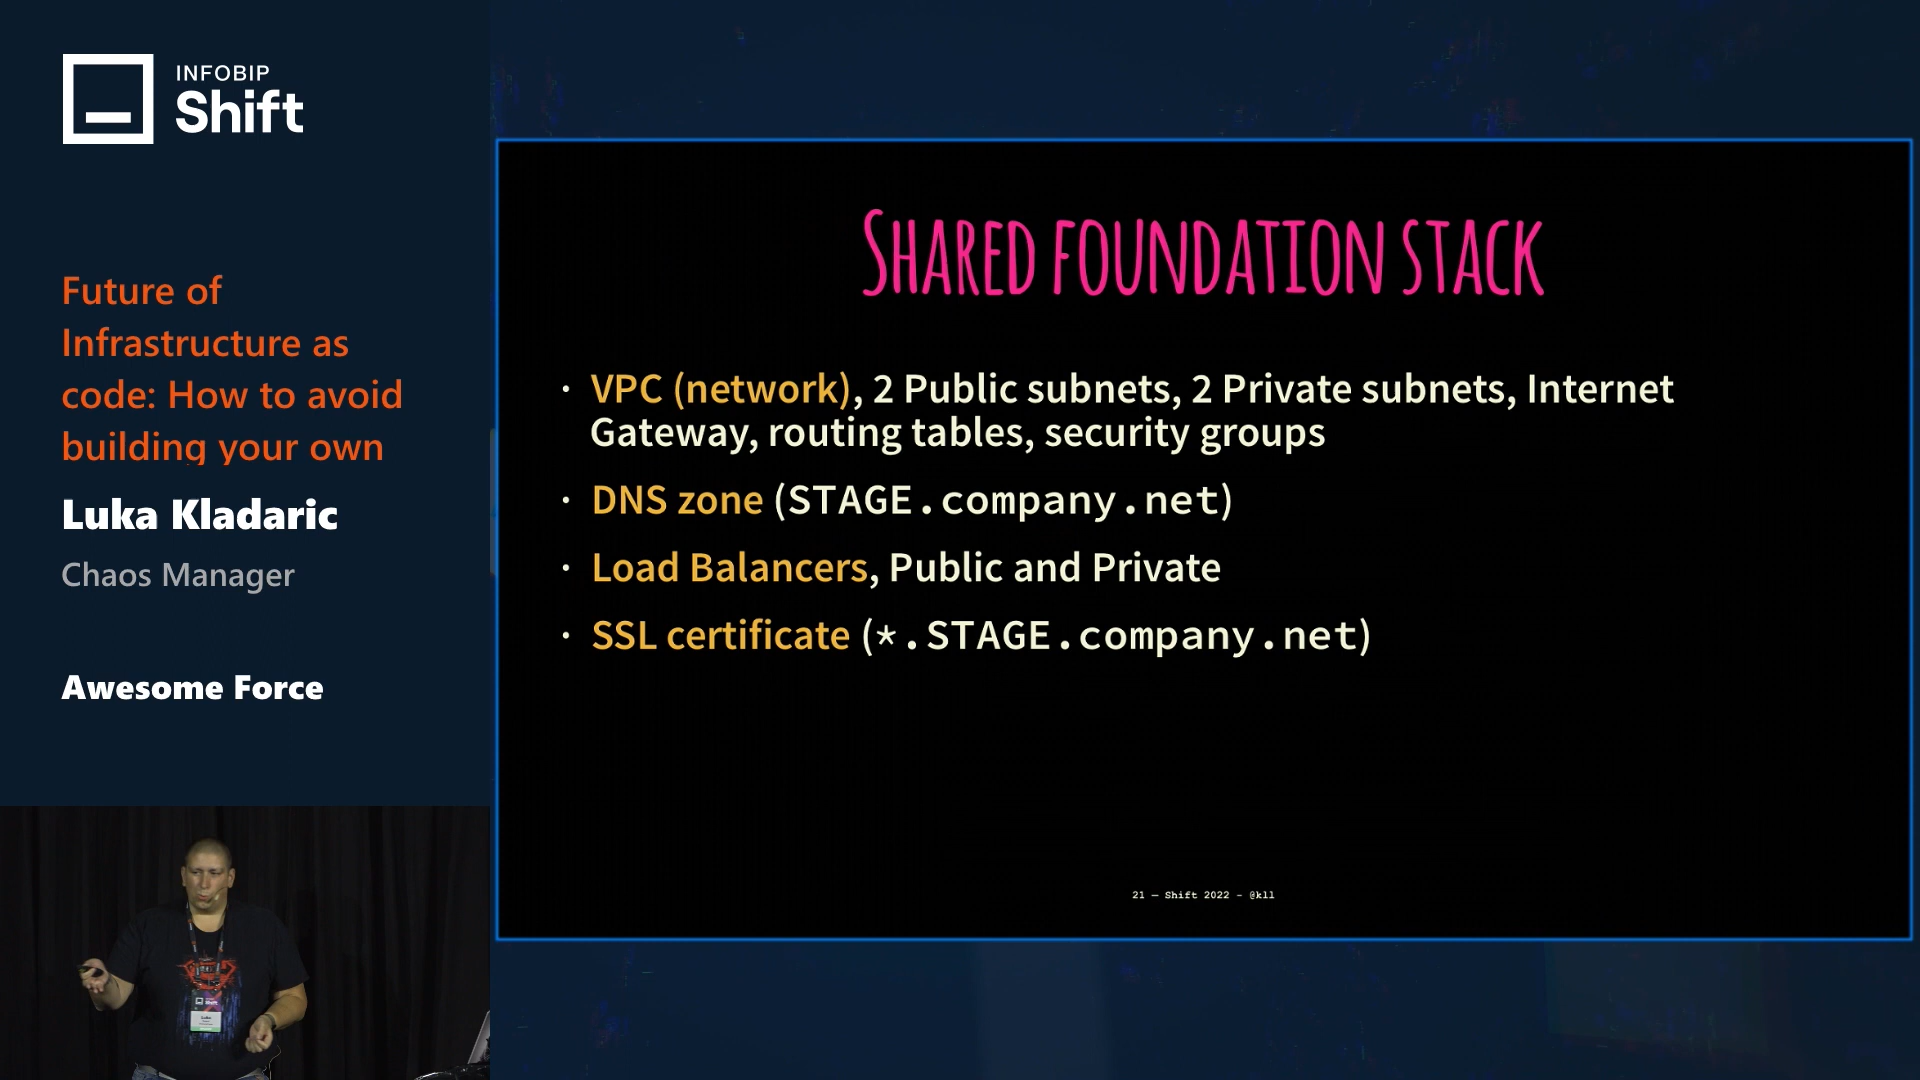 INFOBIP
Shift
Future of
Infrastructure as
code: How to avoid
building your own
Luka Kladaric
Chaos Manager
Awesome Force
SHARED FOUNDATION STACK
· VPC (network), 2 Public subnets, 2 Private subnets, Internet
Gateway, routing tables, security groups
· DNS zone (STAGE.company.net)
· Load Balancers, Public and Private
· SSL certificate (*.STAGE.company.net)
21 — Shift 2022 - @kll
Shift
Luka